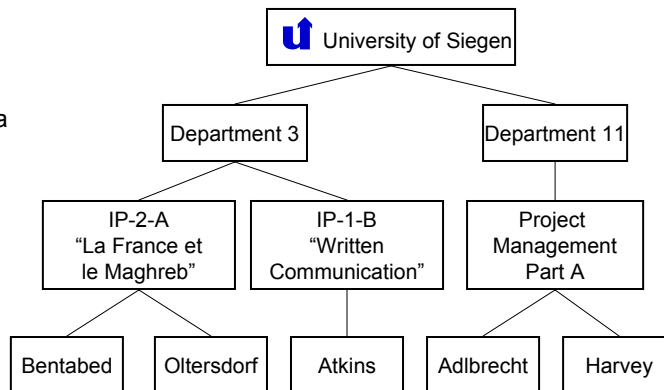 University of Siegen
a
Department 3
Department 11
IP-2-A
“La France et
le Maghreb”
IP-1-B
“Written
Communication”
Project
Management
Part A
Bentabed
Oltersdorf
Atkins
Adlbrecht
Harvey